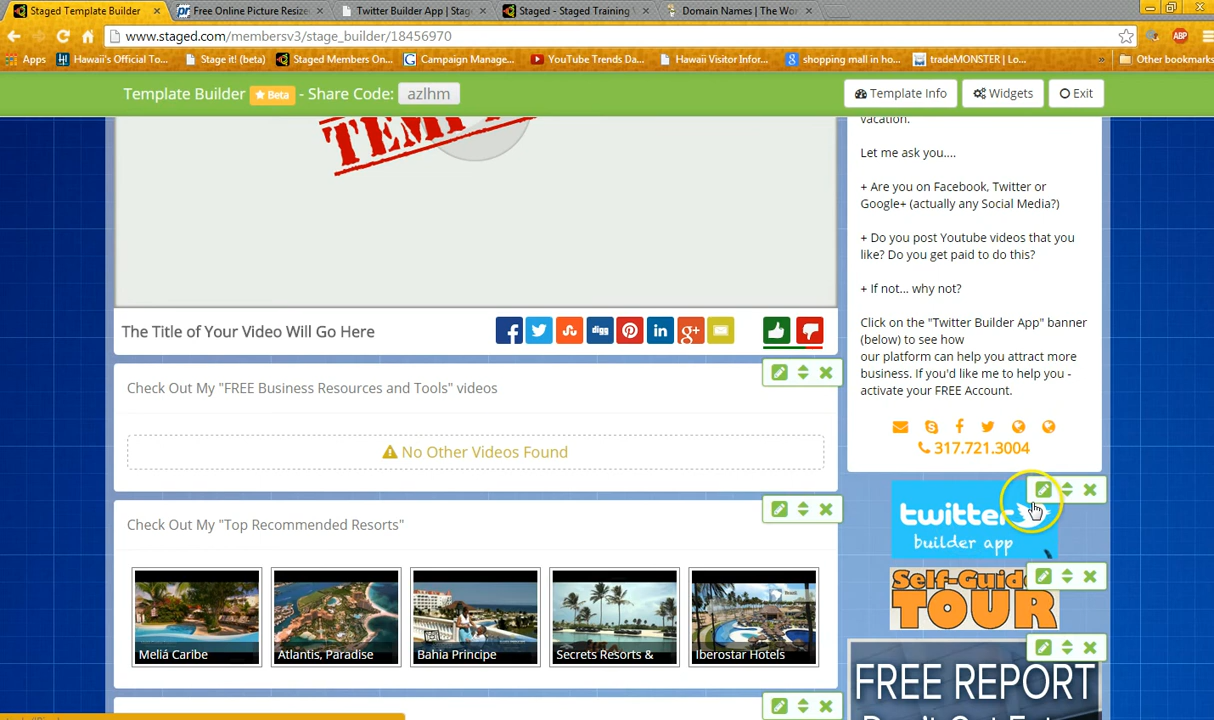 Staged Template Builder
Free Online Picture Resize
Twitter Builder App | Sta
Staged - Staged Training
Domain Names | The Wo
www.staged.com/membersv3/stage_builder/18456970
ABP
Apps
Hawaii's Official To...
Stage it! (beta)
Staged Members On...
Campaign Manage...
YouTube Trends Da...
Hawaii Visitor Infor...
shopping mall in ho...
tradeMONSTER | Lo...
Other bookmarks
Template Builder Beta - Share Code: azlhm
Template Info
Widgets
Exit
vacation.
Let me ask you....
+ Are you on Facebook, Twitter or
Google+ (actually any Social Media?)
+ Do you post Youtube videos that you
like? Do you get paid to do this?
+ If not... why not?
Click on the "Twitter Builder App" banner
(below) to see how
our platform can help you attract more
business. If you'd like me to help you -
activate your FREE Account.
317.721.3004
The Title of Your Video Will Go Here
digg
Check Out My "FREE Business Resources and Tools" videos
No Other Videos Found
Check Out My "Top Recommended Resorts"
Meliá Caribe
Atlantis, Paradise
Bahia Principe
Secrets Resorts &
Iberostar Hotels
twitter
builder app
Self-Guide
TOUR
FREE REPORT